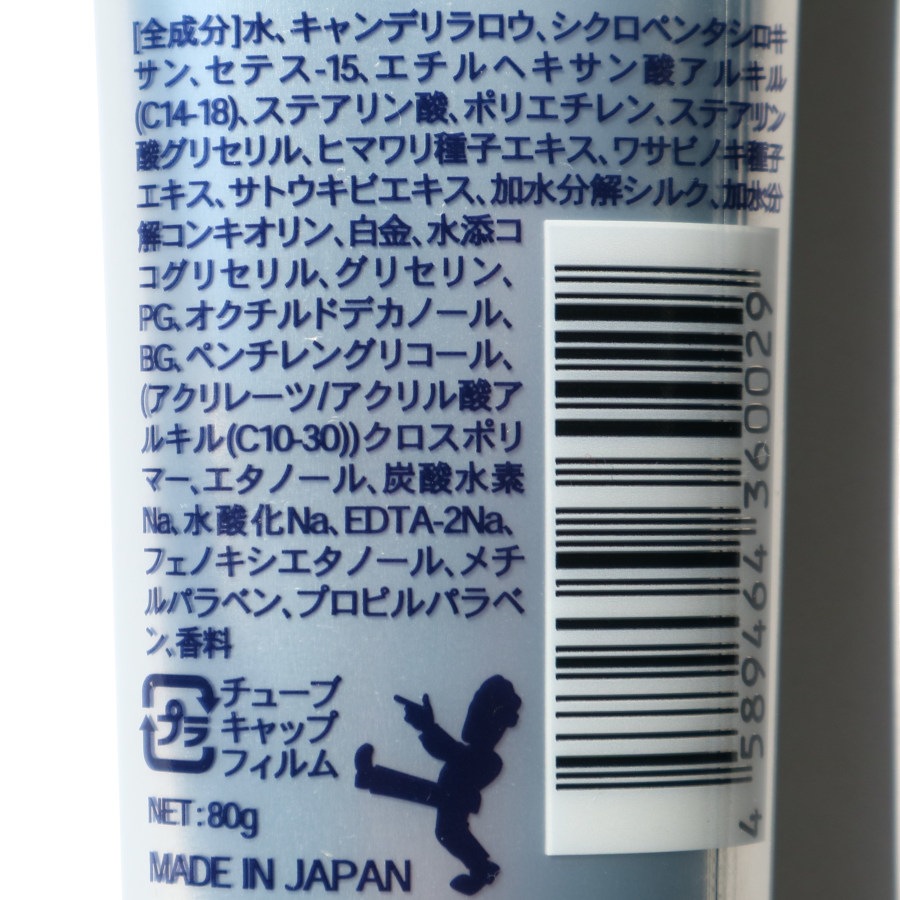 [全成分]水、キャンデリラロウ、シクロペンタシロキ
サン、セテス-15、エチルヘキサン酸アルキル
(C14-18)、ステアリン酸、ポリエチレン、ステアリン
酸グリセリル、ヒマワリ種子エキス、ワサビノキ種子
エキス、サトウキビエキス、加水分解シルク、加水分
解コンキオリン、白金、水添コ
コグリセリル、グリセリン、
PG、オクチルドデカノール、
BG、ペンチレングリコール、
(アクリレーツ/アクリル酸ア
ルキル(C10-30))クロスポリ
マー、エタノール、炭酸水素
Na、水酸化Na、EDTA-2Na、
フェノキシエタノール、メチ
ルパラベン、プロピルパラベ
ン、香料
プラ
チューブ
キャップ
フィルム
NET:80g
MADE IN JAPAN
4589464360029